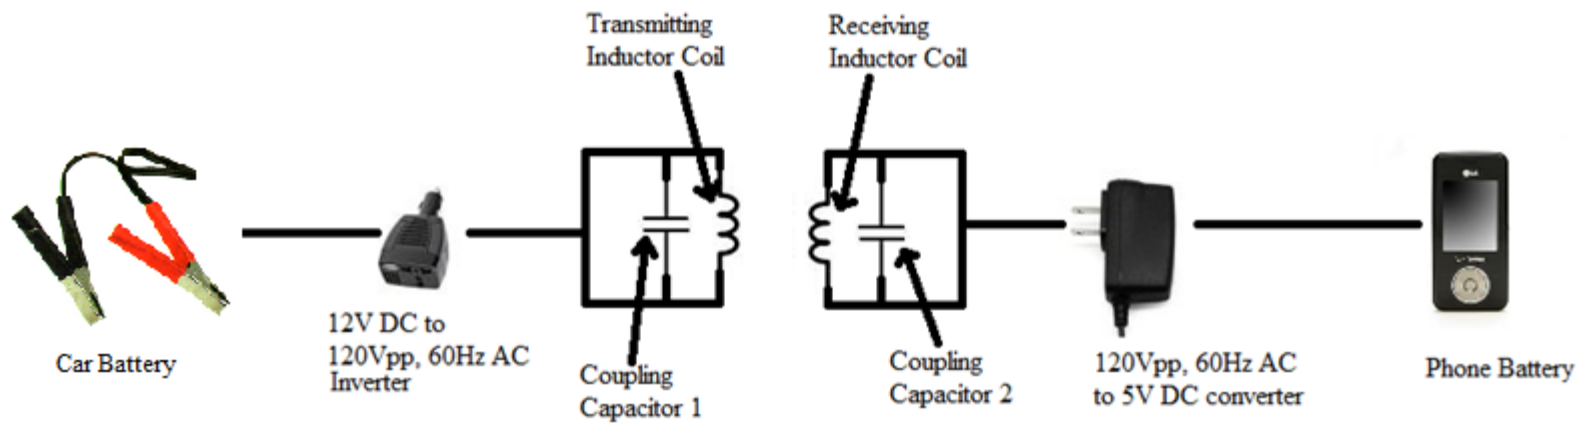 Transmitting
Inductor Coil
Receiving
Inductor Coil
Car Battery
12V DC to
120Vpp, 60Hz AC
Inverter
Coupling
Capacitor 1
Coupling
Capacitor 2
120Vpp, 60Hz AC
to 5V DC converter
Phone Battery
LG